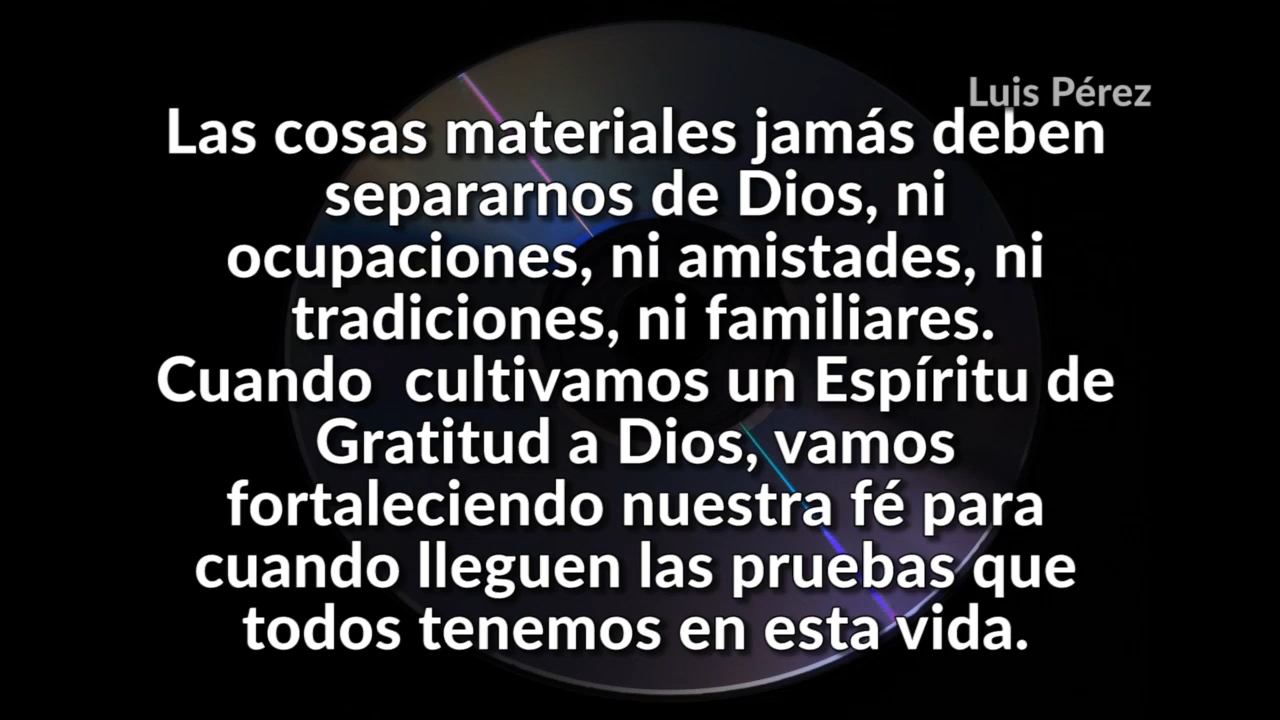 Luis Pérez
Las cosas materiales jamás deben
separarnos de Dios, ni
ocupaciones, ni amistades, ni
tradiciones, ni familiares.
Cuando  cultivamos un Espíritu de
Gratitud a Dios, vamos
fortaleciendo nuestra fé para
cuando lleguen las pruebas que
todos tenemos en esta vida.